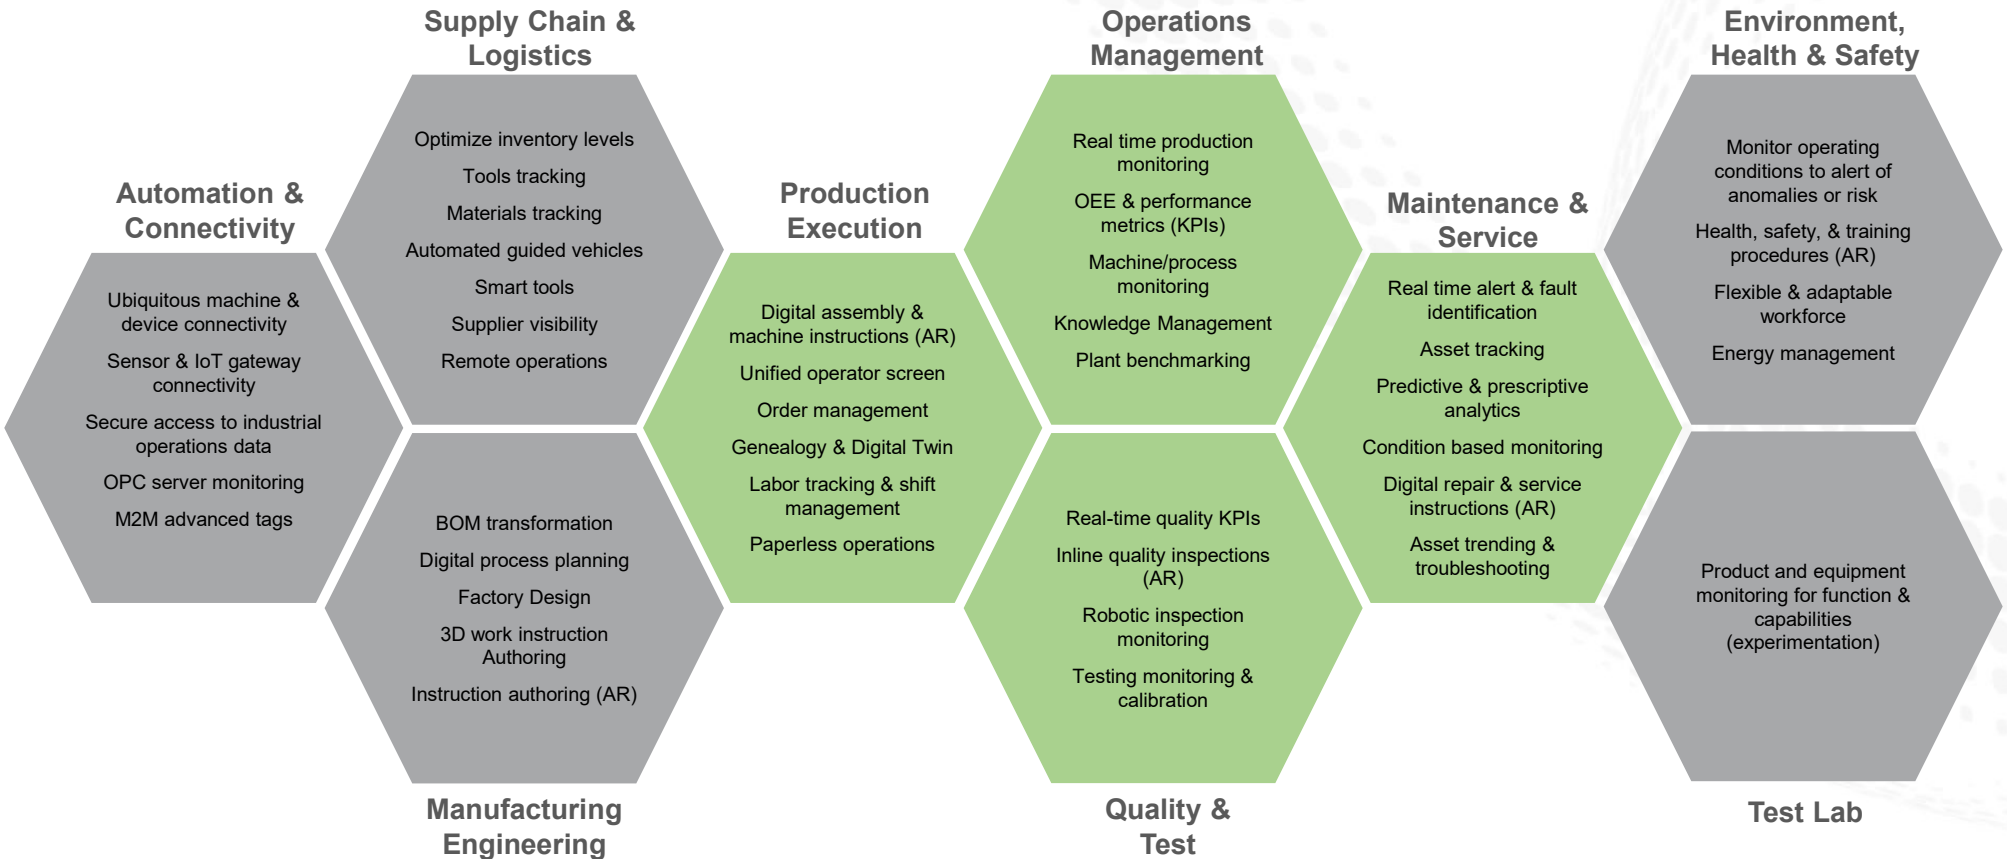 Automation &
Connectivity
Ubiquitous machine &
device connectivity
Sensor & IoT gateway
connectivity
Secure access to industrial
operations data
OPC server monitoring
M2M advanced tags
Supply Chain &
Logistics
Optimize inventory levels
Tools tracking
Materials tracking
Automated guided vehicles
Smart tools
Supplier visibility
Remote operations
BOM transformation
Digital process planning
Factory Design
3D work instruction
Authoring
Instruction authoring (AR)
Manufacturing
Engineering
Production
Execution
Digital assembly &
machine instructions (AR)
Unified operator screen
Order management
Genealogy & Digital Twin
Labor tracking & shift
management
Paperless operations
Operations
Management
Real time production
monitoring
OEE & performance
metrics (KPIs)
Machine/process
monitoring
Knowledge Management
Plant benchmarking
Real-time quality KPIs
Inline quality inspections
(AR)
Robotic inspection
monitoring
Testing monitoring &
calibration
Quality &
Test
Maintenance &
Service
Real time alert & fault
identification
Asset tracking
Predictive & prescriptive
analytics
Condition based monitoring
Digital repair & service
instructions (AR)
Asset trending &
troubleshooting
Environment,
Health & Safety
Monitor operating
conditions to alert of
anomalies or risk
Health, safety, & training
procedures (AR)
Flexible & adaptable
workforce
Energy management
Product and equipment
monitoring for function &
capabilities
(experimentation)
Test Lab